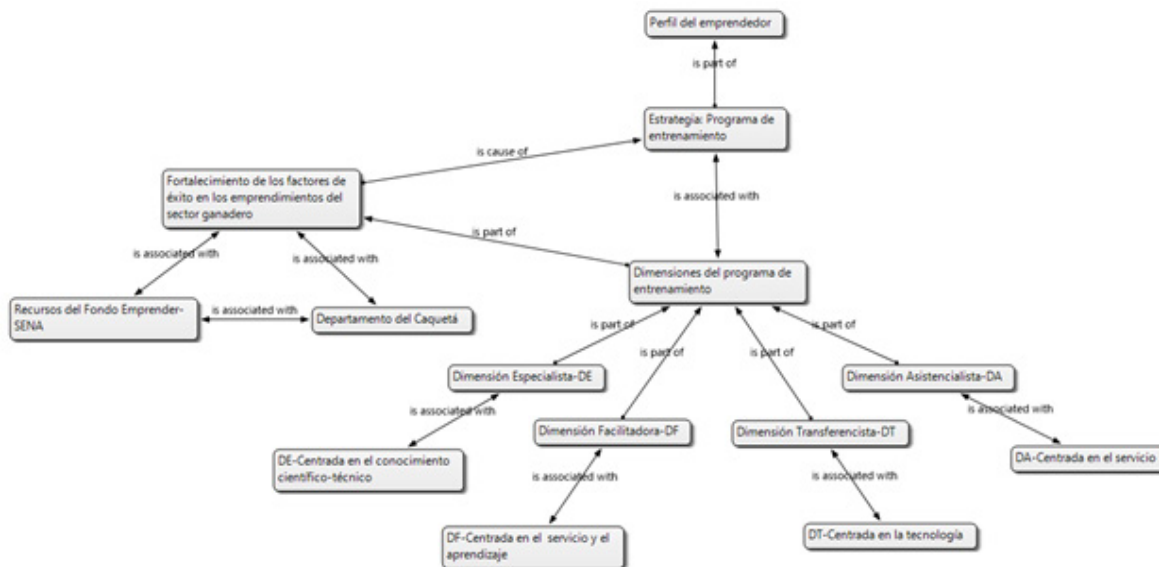 Perfil del emprendedor
is part of
Estrategia: Programa de
entrenamiento
is cause of
Fortalecimiento de los factores de
éxito en los emprendimientos del
sector ganadero
is associated with
is part of
is associated with
is associated with
Dimensiones del programa de
entrenamiento
Recursos del Fondo Emprender-
SENA
is associated with
Departamento del Caquetá
is part of
is part of
is part of
is part of
Dimensión Especialista-DE
Dimensión Asistencialista-DA
is associated with
is associated with
Dimensión Facilitadora-DF
Dimensión Transferencista-DT
DE-Centrada en el conocimiento
científico-técnico
DA-Centrada en el servicio
is associated with
is associated with
DF-Centrada en el servicio y el
aprendizaje
DT-Centrada en la tecnología